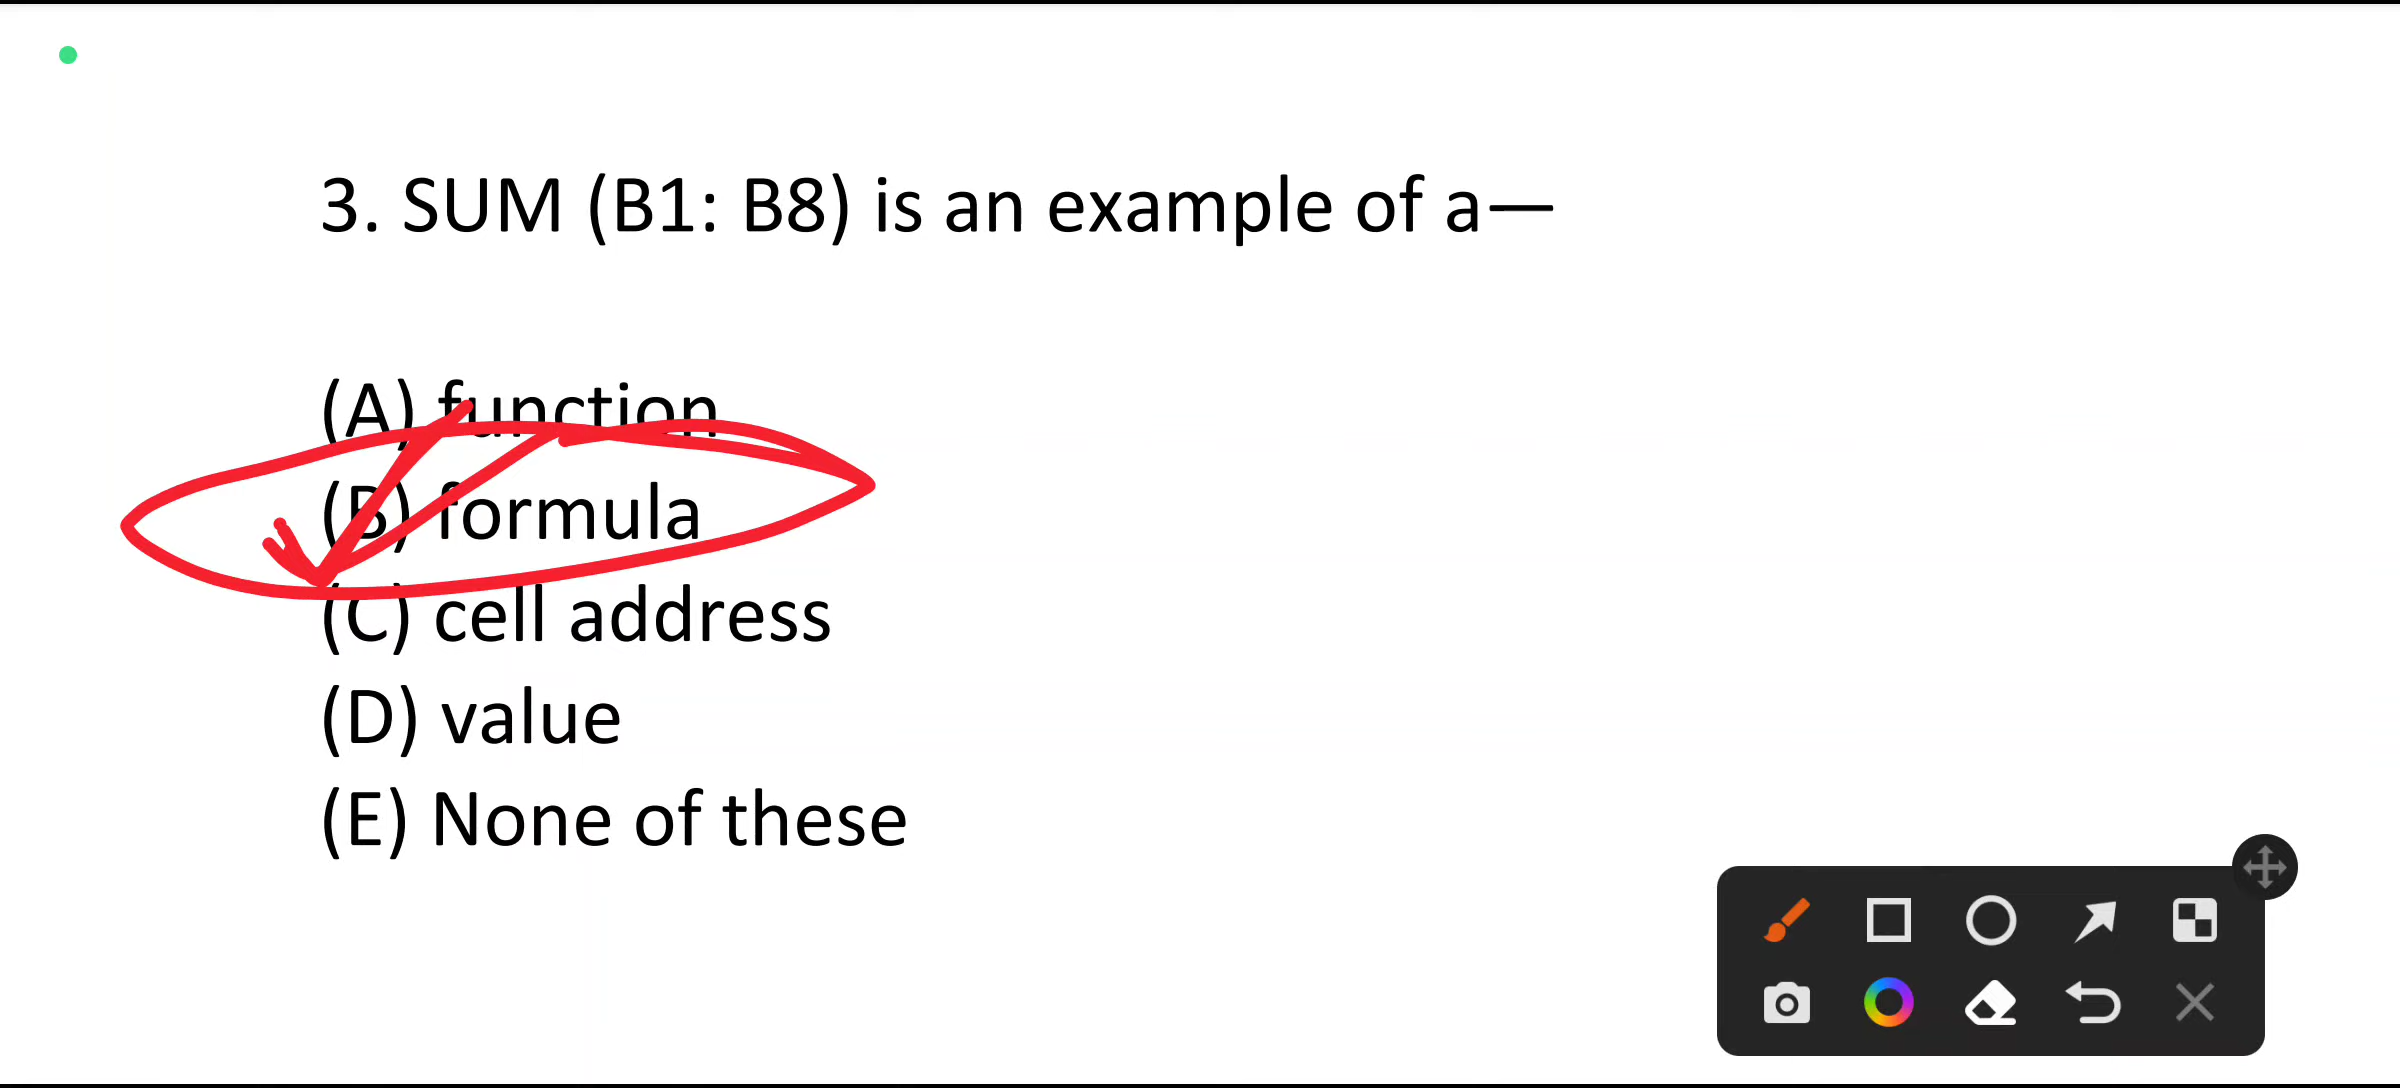 3. SUM (B1: B8) is an example of a—
(A) function
(B) formula
(C) cell address
(D) value
(E) None of these